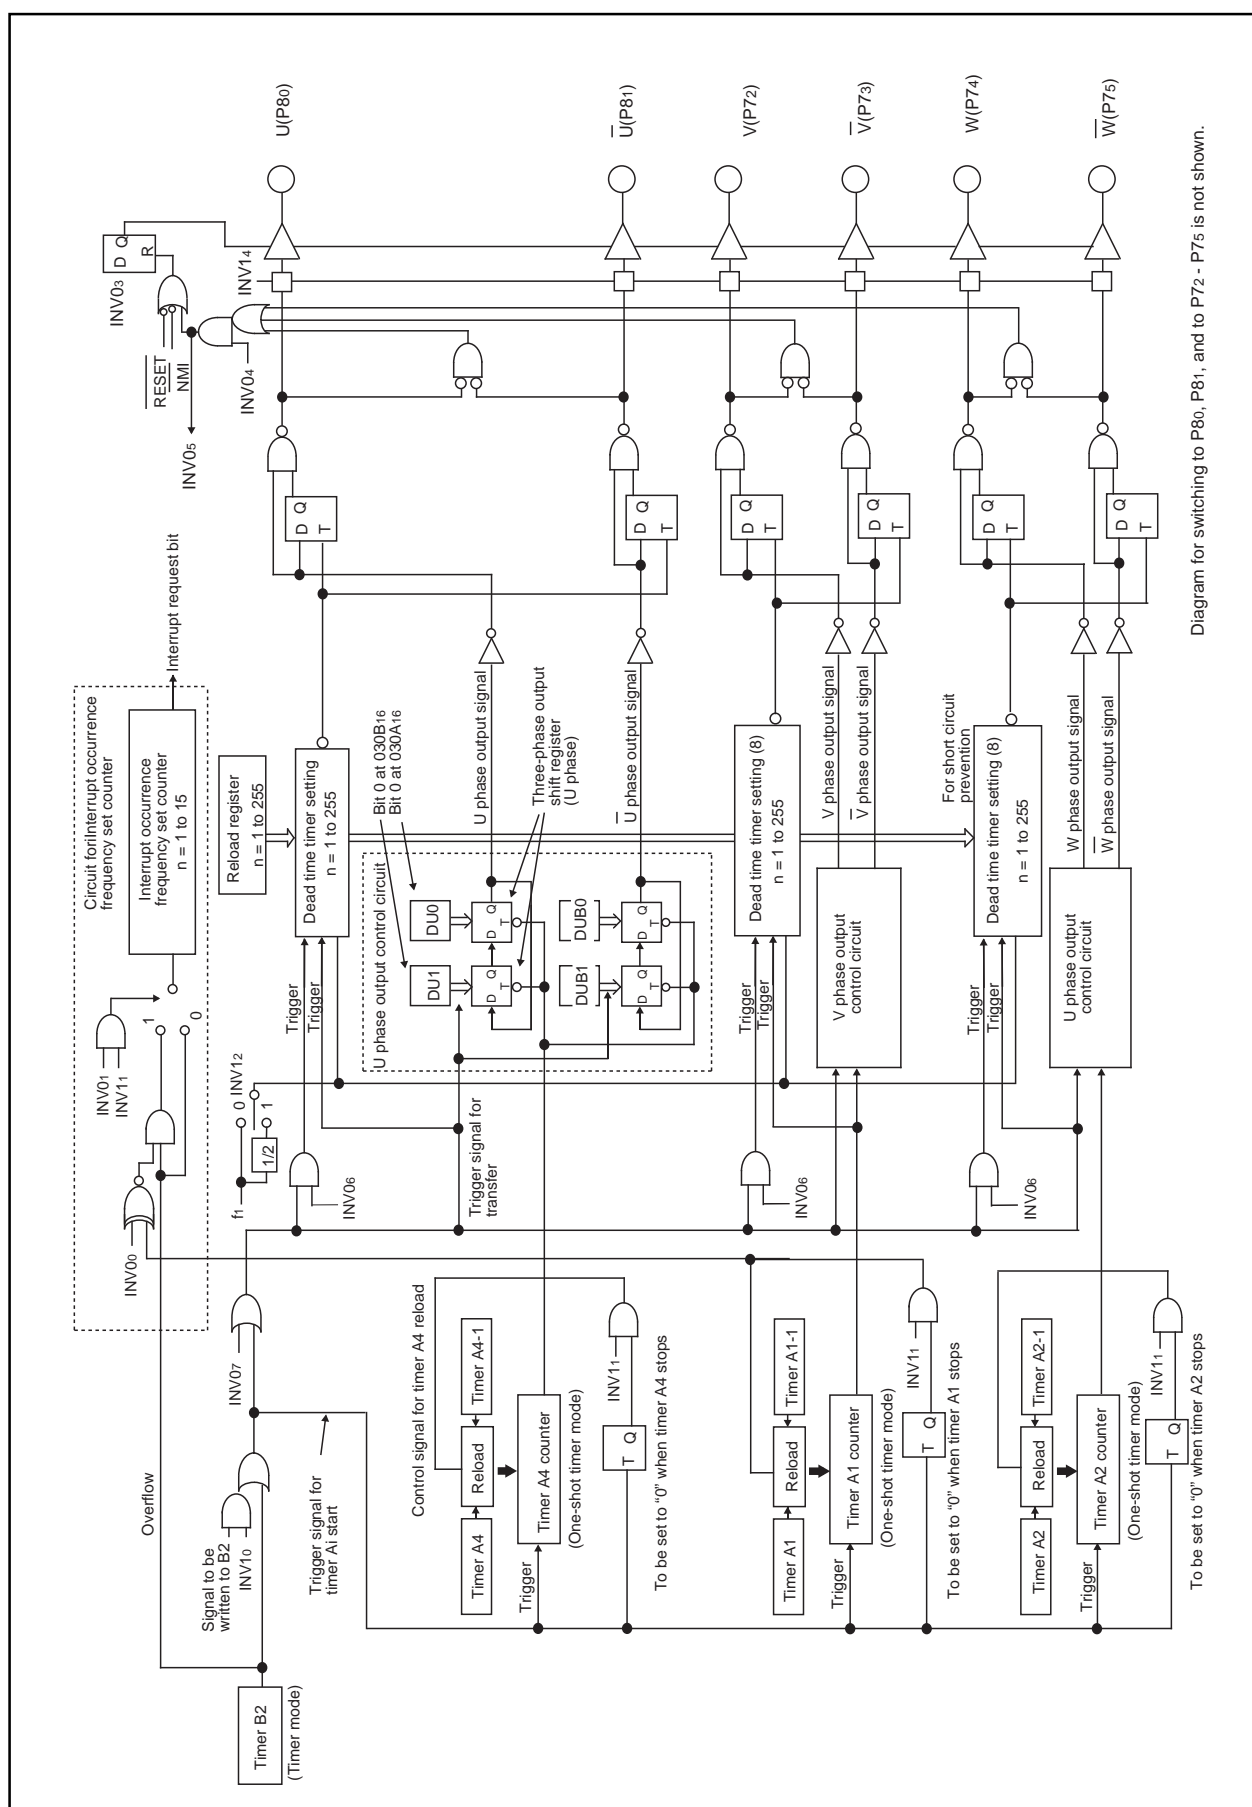 Diagram for switching to P80, P81, and to P72 - P75 is not shown.
U(P80)
U(P81)
V(P72)
V(P73)
W(P74)
W(P75)
INV03
D Q
R
INV14
RESET
NMI
INV04
INV05
D Q
T
D Q
T
D Q
T
D Q
T
D Q
T
D Q
T
Interrupt request bit
Circuit forIinterrupt occurrence
frequency set counter
Interrupt occurrence
frequency set counter
n = 1 to 15
Reload register
n = 1 to 255
Dead time timer setting
n = 1 to 255
Bit 0 at 030B16
Bit 0 at 030A16
U phase output signal
Three-phase output
shift register
(U phase)
U phase output signal
Dead time timer setting (8)
n = 1 to 255
V phase output signal
V phase output signal
For short circuit
prevention
Dead time timer setting (8)
n = 1 to 255
W phase output signal
W phase output signal
U phase output control circuit
DU0
DU1
D Q
T
D Q
T
DUB0
DUB1
D Q
T
D Q
T
V phase output
control circuit
U phase output
control circuit
INV01
INV11
1
0
INV00
Trigger
Trigger
Trigger
Trigger
Trigger
Trigger
0
INV12
1
1/2
f1
INV06
Trigger signal for
transfer
INV06
INV06
Overflow
INV07
Signal to be
written to B2
INV10
Trigger signal for
timer Ai start
Timer B2
(Timer mode)
Control signal for timer A4 reload
Timer A4-1
Reload
Timer A4
Trigger
Timer A4 counter
(One-shot timer mode)
INV11
T Q
To be set to “0” when timer A4 stops
Timer A1-1
Reload
Timer A1
Trigger
Timer A1 counter
(One-shot timer mode)
INV11
T Q
To be set to “0” when timer A1 stops
Timer A2-1
Reload
Timer A2
Trigger
Timer A2 counter
(One-shot timer mode)
INV11
T Q
To be set to “0” when timer A2 stops